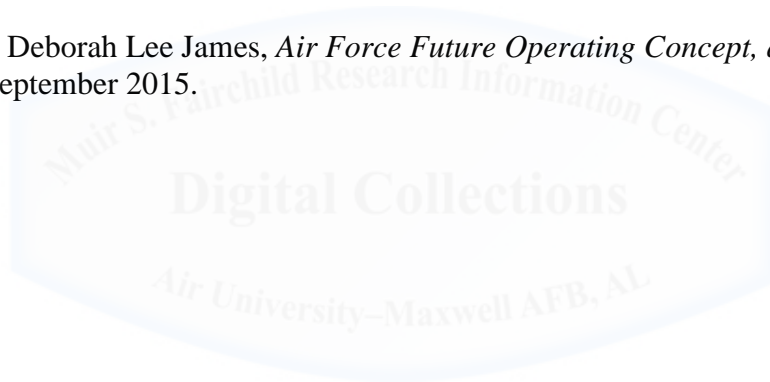 Deborah Lee James, Air Force Future Operating Concept,
eptember 2015.
Muir S. Fairchild Research Information Center
Digital Collections
Air University–Maxwell AFB, AL